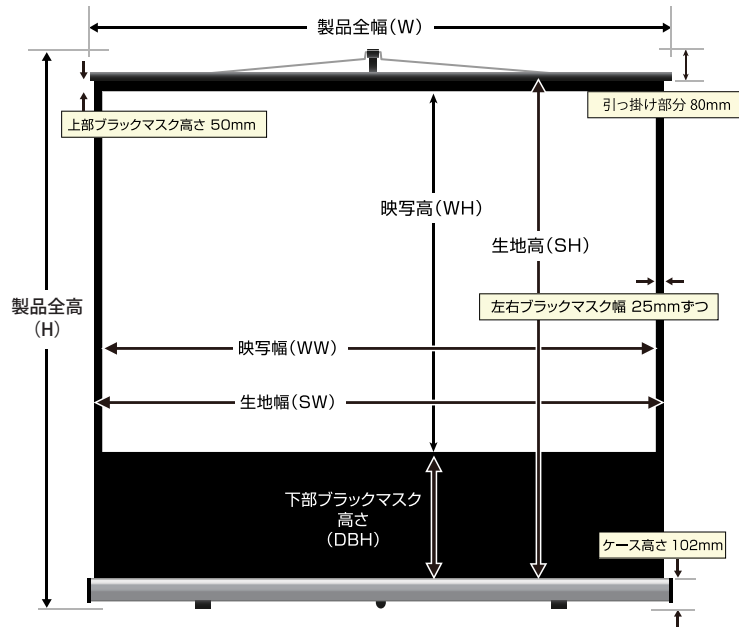 製品全幅(W)
引っ掛け部分 80mm
上部ブラックマスク高さ 50mm
映写高(WH)
生地高(SH)
製品全高
(H)
左右ブラックマスク幅 25mmずつ
映写幅(WW)
生地幅(SW)
下部ブラックマスク
高さ
(DBH)
ケース高さ 102mm